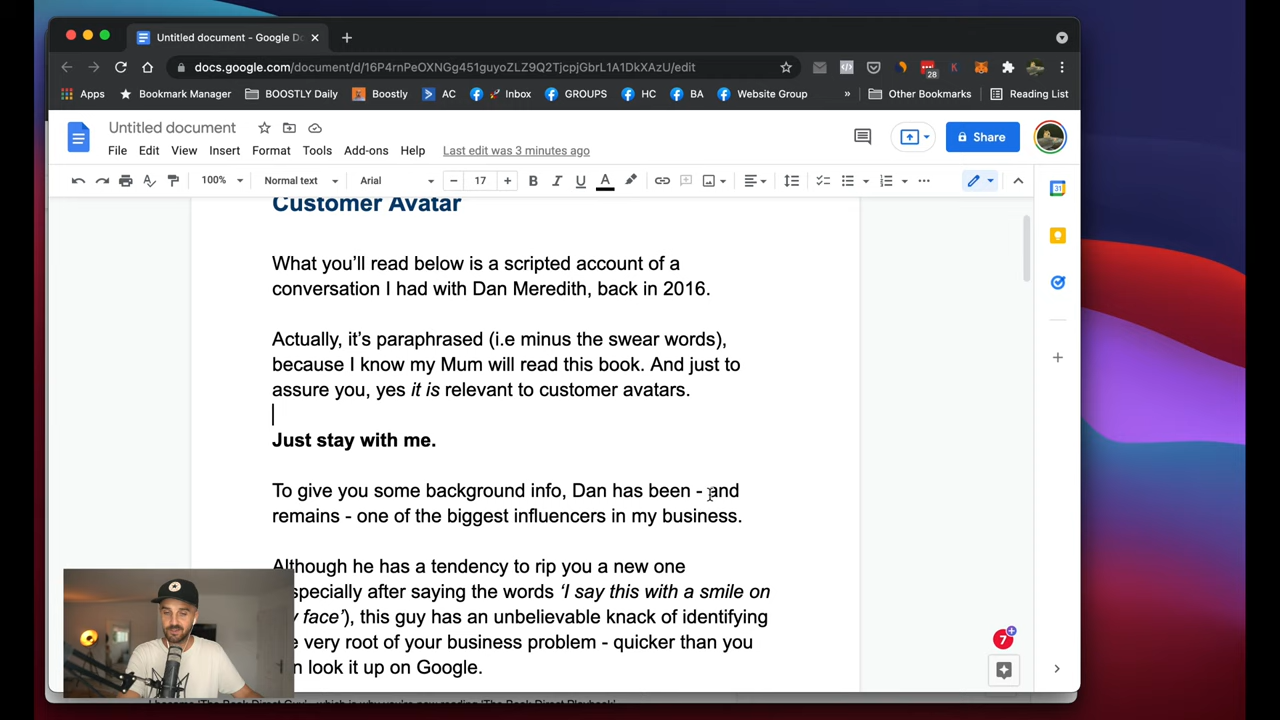 Untitled document - Google Do
docs.google.com/document/d/16P4rnPeOXNGg451guyoZLZ9Q2TjcpjGbrL1A1DkXAzU/edit
28
Apps
Bookmark Manager
BOOSTLY Daily
Boostly
AC
Inbox
GROUPS
HC
BA
Website Group
»
Other Bookmarks
Reading List
Untitled document
Share
File Edit View Insert Format Tools Add-ons Help Last edit was 3 minutes ago
100% Normal text Arial 17 B I U A
31
Customer Avatar
What you’ll read below is a scripted account of a
conversation I had with Dan Meredith, back in 2016.
Actually, it’s paraphrased (i.e minus the swear words),
because I know my Mum will read this book. And just to
assure you, yes it is relevant to customer avatars.
Just stay with me.
To give you some background info, Dan has been - and
remains - one of the biggest influencers in my business.
Although he has a tendency to rip you a new one
specially after saying the words ‘I say this with a smile on
face’), this guy has an unbelievable knack of identifying
very root of your business problem - quicker than you
look it up on Google.
7